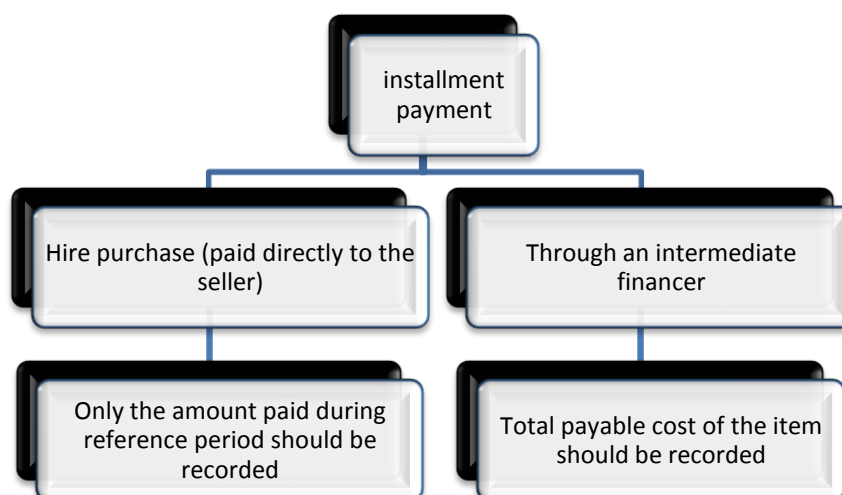 installment
payment
Hire purchase (paid directly to the
seller)
Through an intermediate
financer
Only the amount paid during
reference period should be
recorded
Total payable cost of the item
should be recorded